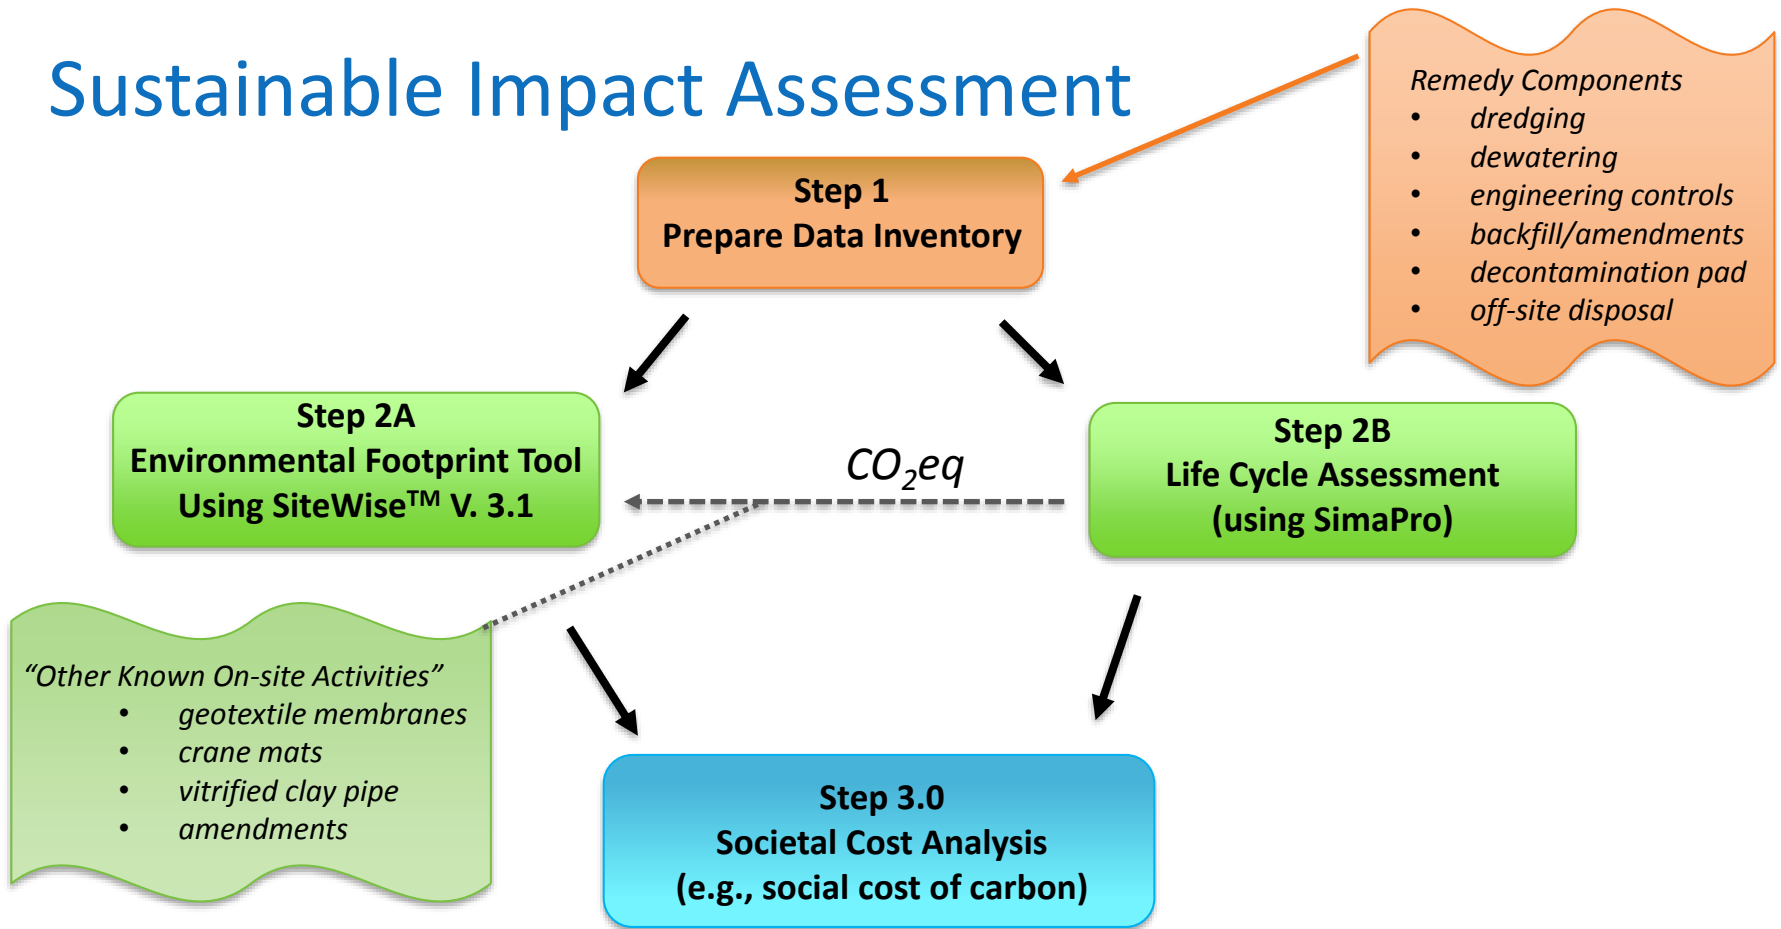 Sustainable Impact Assessment
Remedy Components
• dredging
• dewatering
• engineering controls
• backfill/amendments
• decontamination pad
• off-site disposal
Step 1
Prepare Data Inventory
Step 2A
Environmental Footprint Tool
Using SiteWise™ V. 3.1
CO₂eq
Step 2B
Life Cycle Assessment
(using SimaPro)
“Other Known On-site Activities”
• geotextile membranes
• crane mats
• vitrified clay pipe
• amendments
Step 3.0
Societal Cost Analysis
(e.g., social cost of carbon)